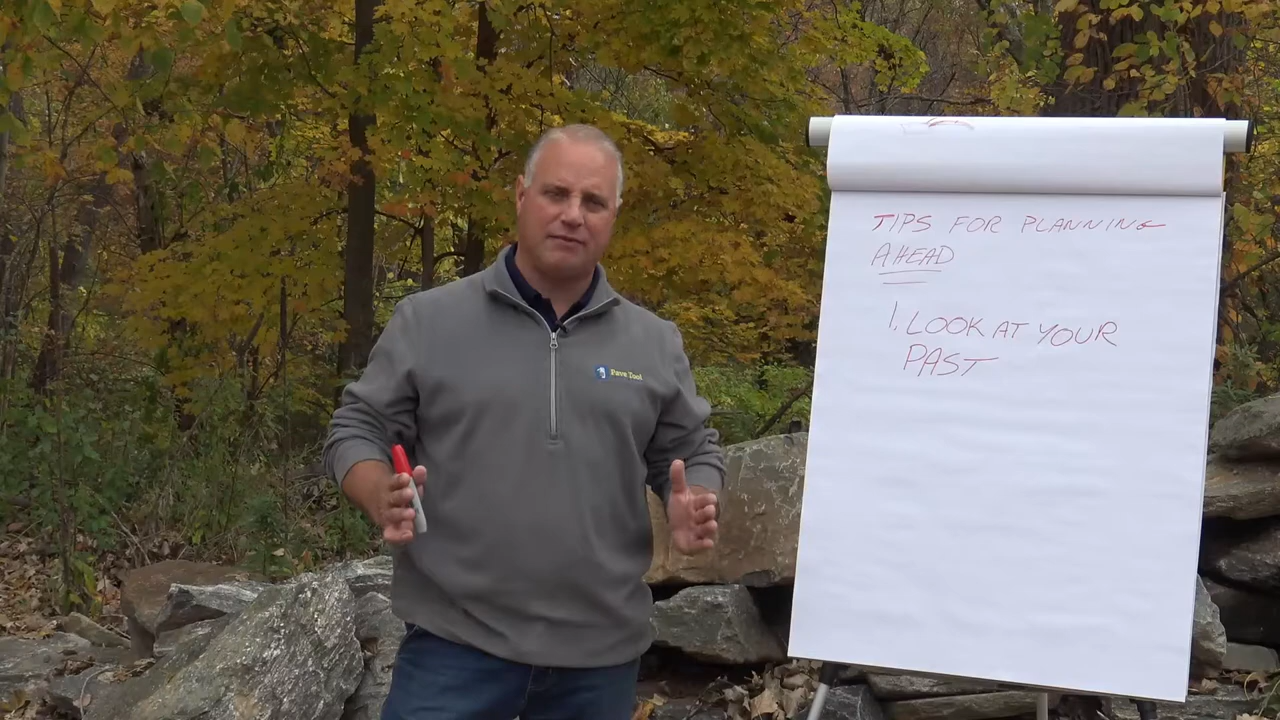 TIPS FOR PLANNING
AHEAD
1. LOOK AT YOUR
PAST
Pave Tool